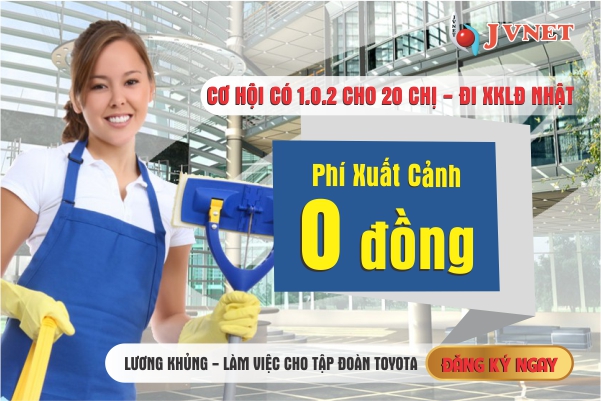 JVNET
JVNET
CƠ HỘI CÓ 1.0.2 CHO 20 CHỊ – ĐI XKLĐ NHẬT
Phí Xuất Cảnh
0 đồng
LƯƠNG KHỦNG – LÀM VIỆC CHO TẬP ĐOÀN TOYOTA
ĐĂNG KÝ NGAY